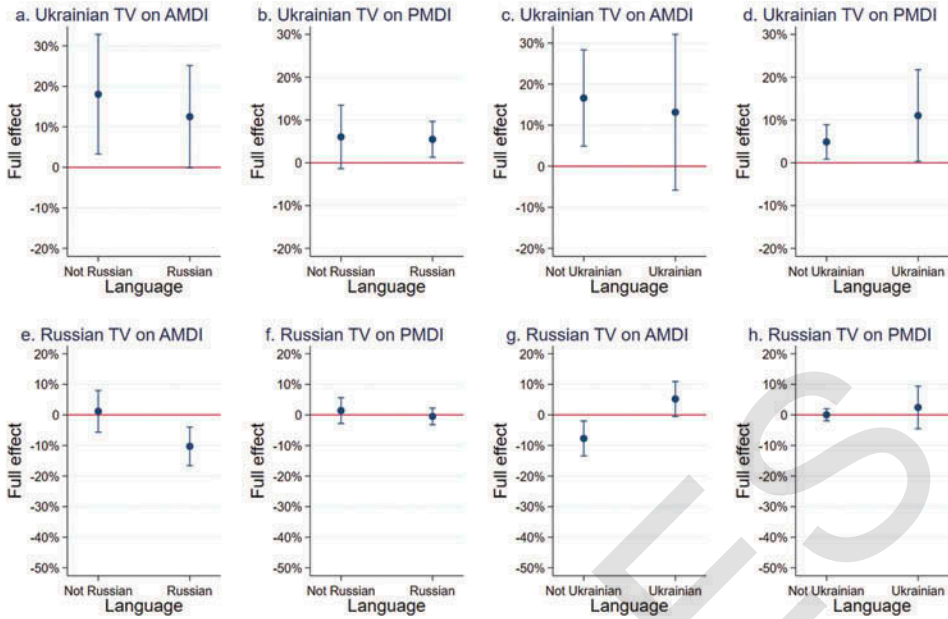 a. Ukrainian TV on AMDI
Full effect
30%
20%
10%
0
-10%
-20%
Not Russian
Russian
Language
b. Ukrainian TV on PMDI
Full effect
30%
20%
10%
0
-10%
-20%
Not Russian
Russian
Language
c. Ukrainian TV on AMDI
Full effect
30%
20%
10%
0
-10%
-20%
Not Ukrainian
Ukrainian
Language
d. Ukrainian TV on PMDI
Full effect
30%
20%
10%
0
-10%
-20%
Not Ukrainian
Ukrainian
Language
e. Russian TV on AMDI
Full effect
20%
10%
0
-10%
-20%
-30%
-40%
-50%
Not Russian
Russian
Language
f. Russian TV on PMDI
Full effect
20%
10%
0
-10%
-20%
-30%
-40%
-50%
Not Russian
Russian
Language
g. Russian TV on AMDI
Full effect
20%
10%
0
-10%
-20%
-30%
-40%
-50%
Not Ukrainian
Ukrainian
Language
h. Russian TV on PMDI
Full effect
20%
10%
0
-10%
-20%
-30%
-40%
-50%
Not Ukrainian
Ukrainian
Language